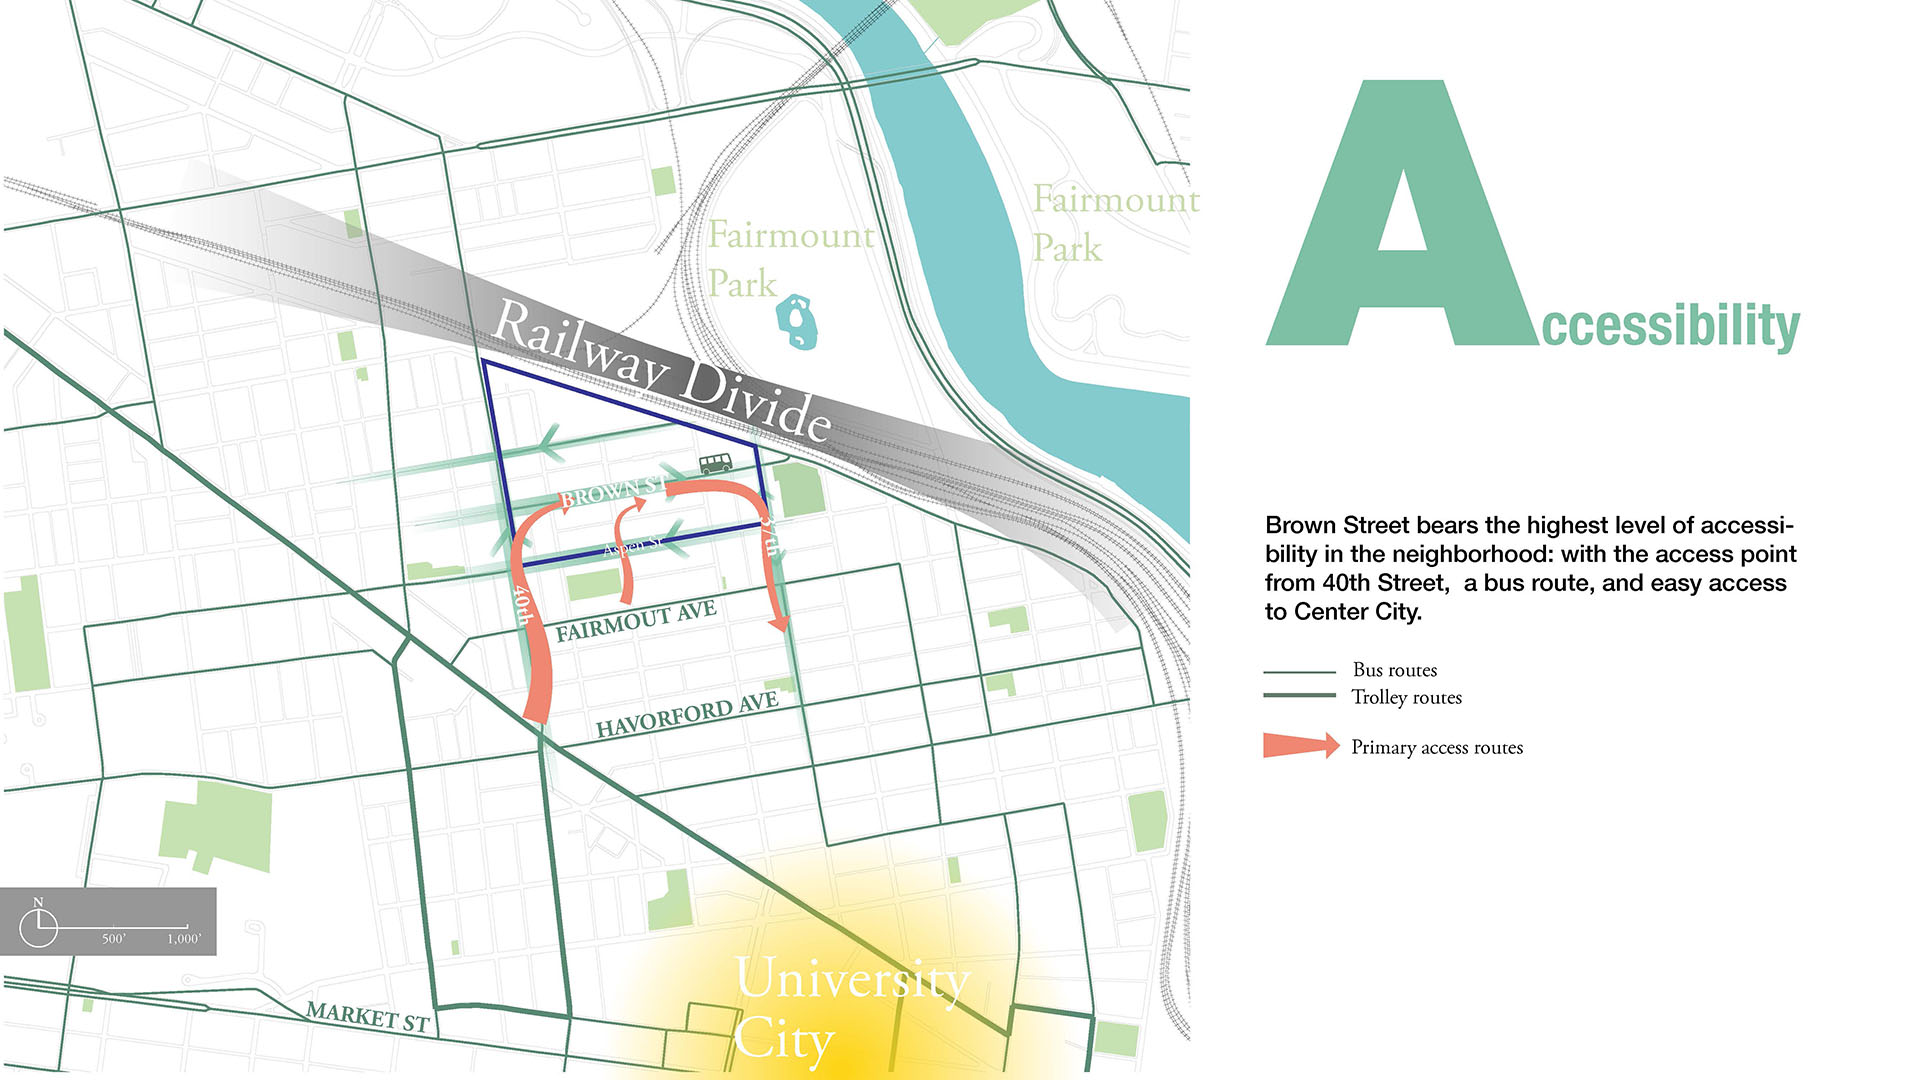 Fairmount
Park
Fairmount
Park
Railway Divide
BROWN ST
Aspen St
37th
40th
FAIRMOUT AVE
HAVORFORD AVE
N
500’
1,000’
MARKET ST
University
City
Accessibility
Brown Street bears the highest level of accessi-
bility in the neighborhood: with the access point
from 40th Street,  a bus route, and easy access
to Center City.
Bus routes
Trolley routes
Primary access routes